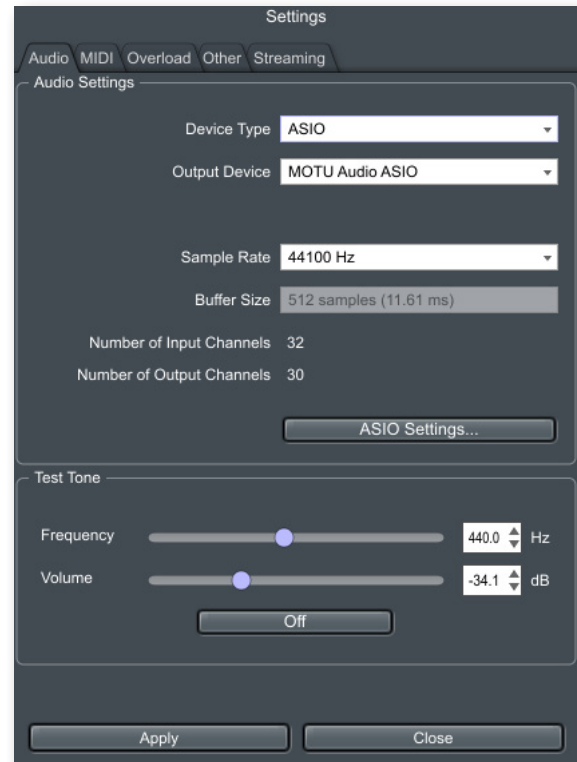 Settings
Audio MIDI Overload Other Streaming
Audio Settings
Device Type ASIO
Output Device MOTU Audio ASIO
Sample Rate 44100 Hz
Buffer Size 512 samples (11.61 ms)
Number of Input Channels 32
Number of Output Channels 30
ASIO Settings...
Test Tone
Frequency 440.0 Hz
Volume -34.1 dB
Off
Apply Close